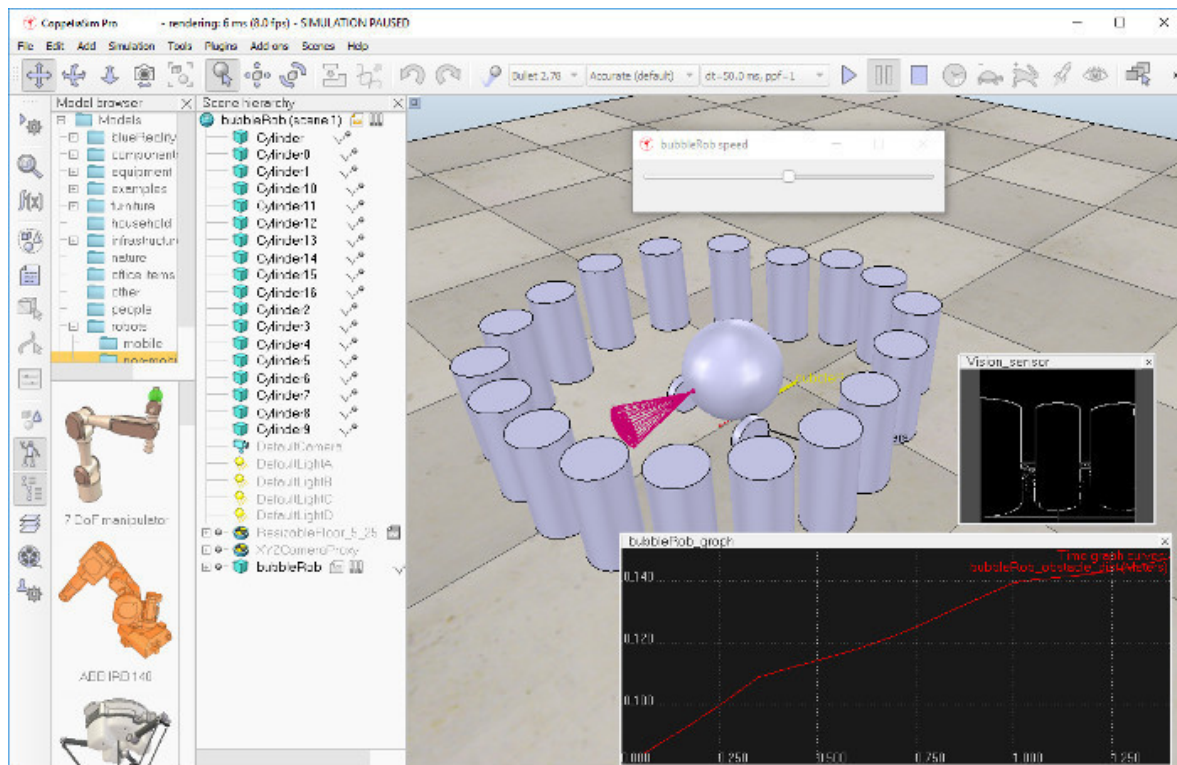 CoppeliaSim Pro - rendering: 6 ms (8.0 fps) - SIMULATION PAUSED
File Edit Add Simulation Tools Plugins Add-ons Scenes Help
Bullet 2.78 Accurate (default) dt=50.0 ms, ppf=1
Model browser
Models
blueReality
components
equipment
examples
furniture
household
infrastructure
nature
office items
other
people
robots
mobile
7 DoF manipulator
ABB IRB 140
Scene hierarchy
bubbleRob (scene 1)
Cylinder
Cylinder0
Cylinder1
Cylinder10
Cylinder11
Cylinder12
Cylinder13
Cylinder14
Cylinder15
Cylinder16
Cylinder2
Cylinder3
Cylinder4
Cylinder5
Cylinder6
Cylinder7
Cylinder8
Cylinder9
DefaultCamera
DefaultLightA
DefaultLightB
DefaultLightC
DefaultLightD
ResizableFloor_5_25
XYZCameraProxy
bubbleRob
bubbleRob speed
Vision_sensor
bubbleRob_graph
Time graph curves:
bubbleRob_obstacle_dist (Meters)
0.140
0.120
0.100
0.000 0.250 0.500 0.750 1.000 1.250